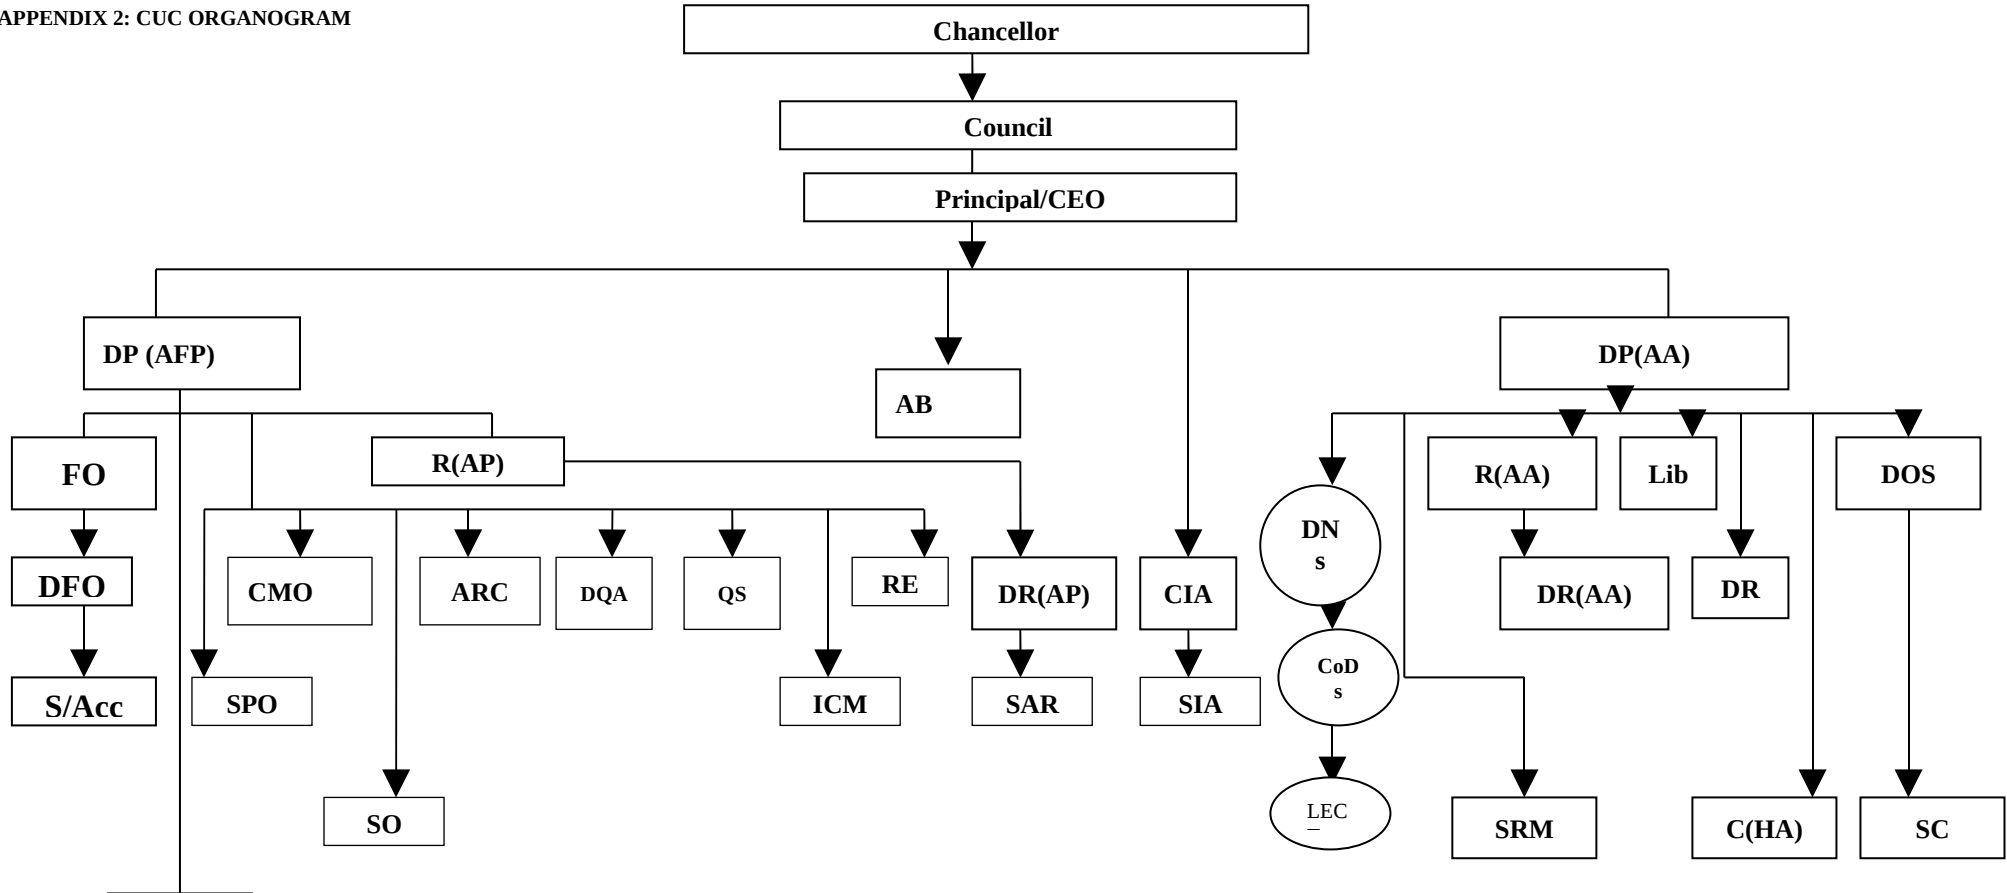 APPENDIX 2: CUC ORGANOGRAM
Chancellor
Council
Principal/CEO
DP (AFP)
DP(AA)
AB
FO
R(AP)
R(AA)
Lib
DOS
DN
s
DFO
CMO
ARC
DQA
QS
RE
DR(AP)
CIA
DR(AA)
DR
CoD
s
S/Acc
SPO
ICM
SAR
SIA
SO
LEC
SRM
C(HA)
SC